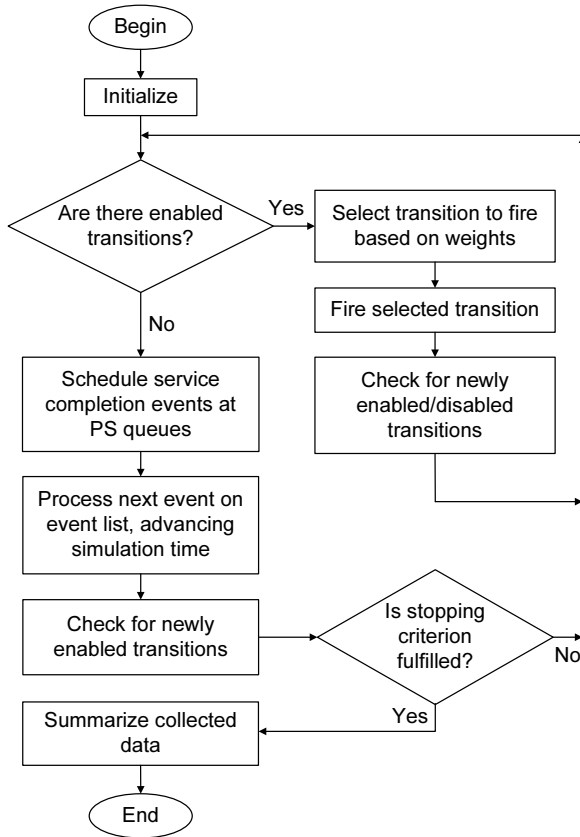 Begin
Initialize
Are there enabled
transitions?
Yes
Select transition to fire
based on weights
Fire selected transition
Check for newly
enabled/disabled
transitions
No
Schedule service
completion events at
PS queues
Process next event on
event list, advancing
simulation time
Check for newly
enabled transitions
Is stopping
criterion
fulfilled?
No
Yes
Summarize collected
data
End